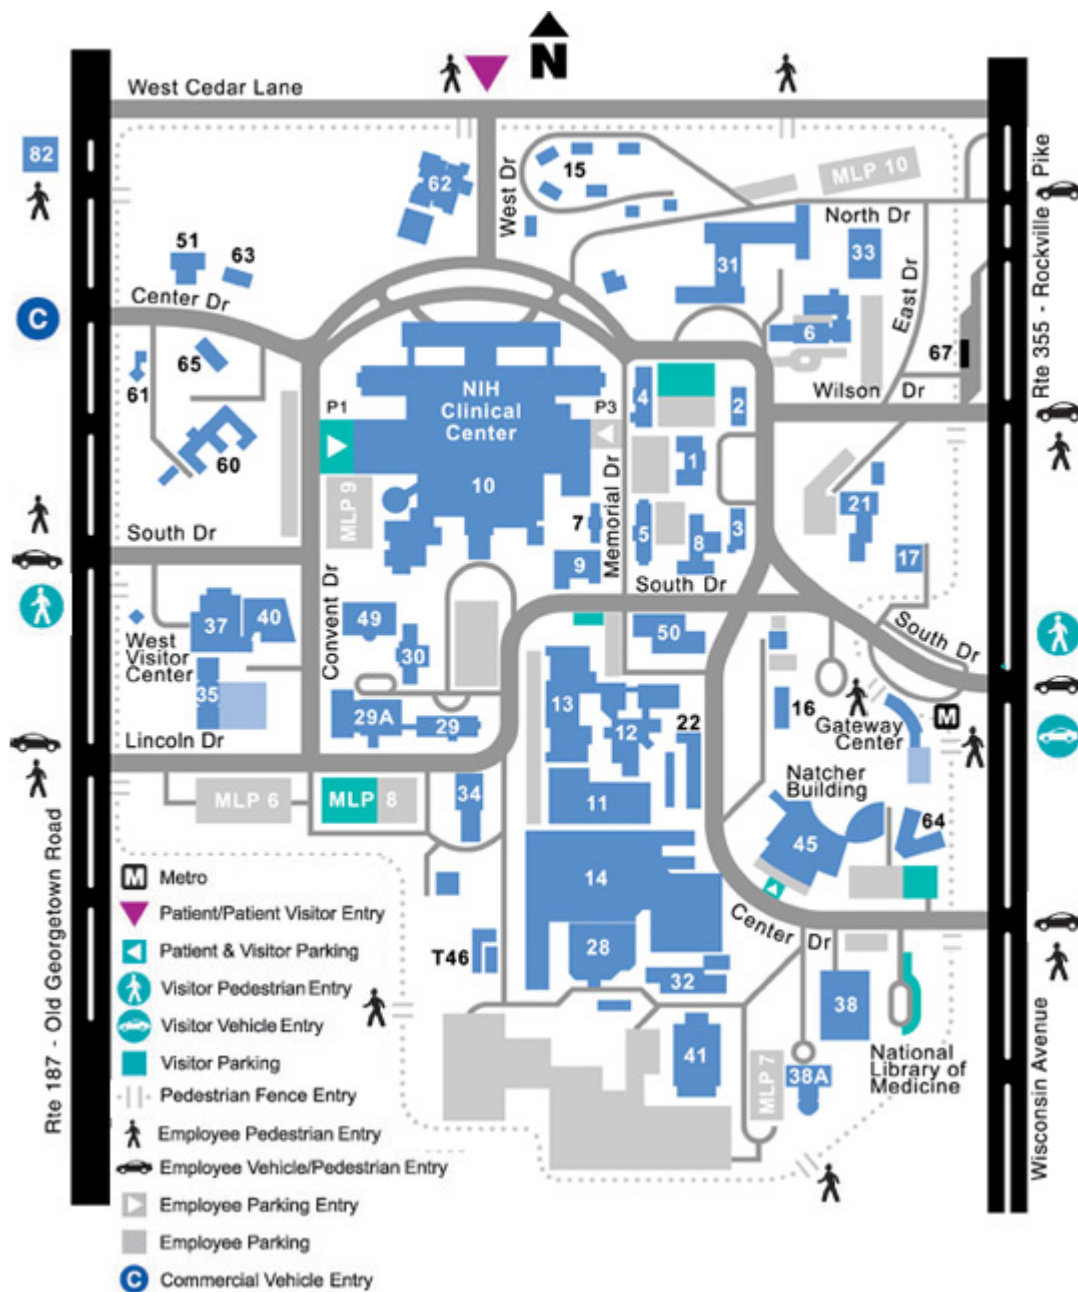 N
West Cedar Lane
82
62
West Dr
15
MLP 10
Rte 355 - Rockville Pike
North Dr
31
33
East Dr
51
63
Center Dr
C
65
61
60
6
67
Wilson Dr
NIH
Clinical
Center
10
P1
P3
MLP 9
4
2
1
5
8
3
7
9
Memorial Dr
21
17
South Dr
South Dr
South Dr
Convent Dr
37
40
49
30
35
West
Visitor
Center
29A
29
Lincoln Dr
50
13
12
22
16
11
M
Gateway
Center
Natcher
Building
45
64
MLP 6
MLP 8
34
14
28
32
T46
Center Dr
38
38A
41
MLP 7
National
Library of
Medicine
Rte 187 - Old Georgetown Road
Wisconsin Avenue
M Metro
Patient/Patient Visitor Entry
Patient & Visitor Parking
Visitor Pedestrian Entry
Visitor Vehicle Entry
Visitor Parking
Pedestrian Fence Entry
Employee Pedestrian Entry
Employee Vehicle/Pedestrian Entry
Employee Parking Entry
Employee Parking
C Commercial Vehicle Entry